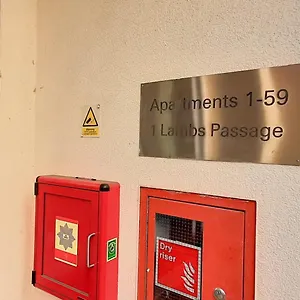 Apartments 1-59
1 Lambs Passage
Dry
riser